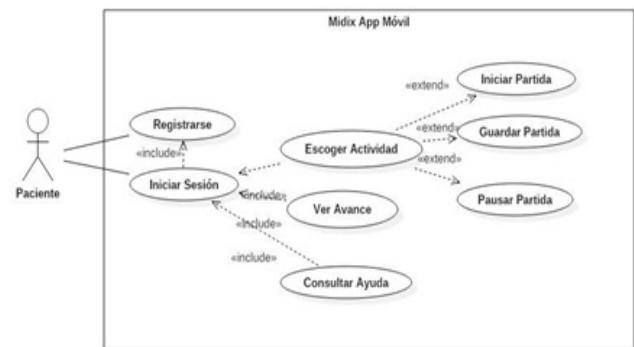 Midix App Móvil
Iniciar Partida
«extend»
Registrarse
«extend»
Guardar Partida
«include»
Escoger Actividad
«extend»
Paciente
Iniciar Sesión
«include»
Ver Avance
Pausar Partida
«include»
«include»
Consultar Ayuda